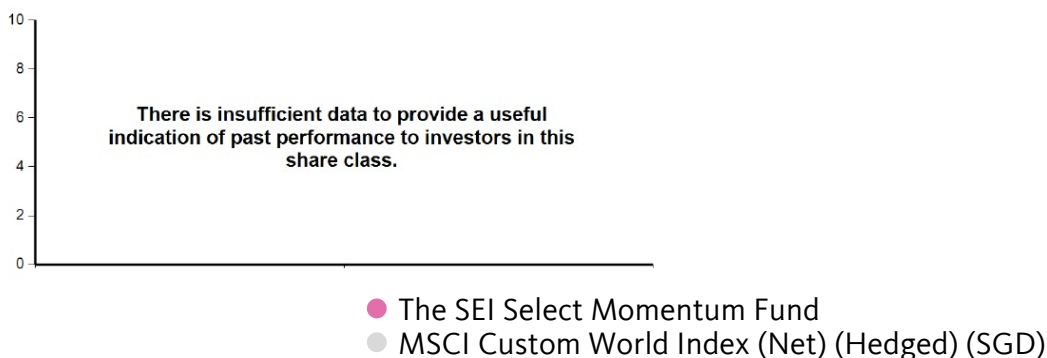 10
8
6
4
2
0
There is insufficient data to provide a useful
indication of past performance to investors in this
share class.
The SEI Select Momentum Fund
MSCI Custom World Index (Net) (Hedged) (SGD)